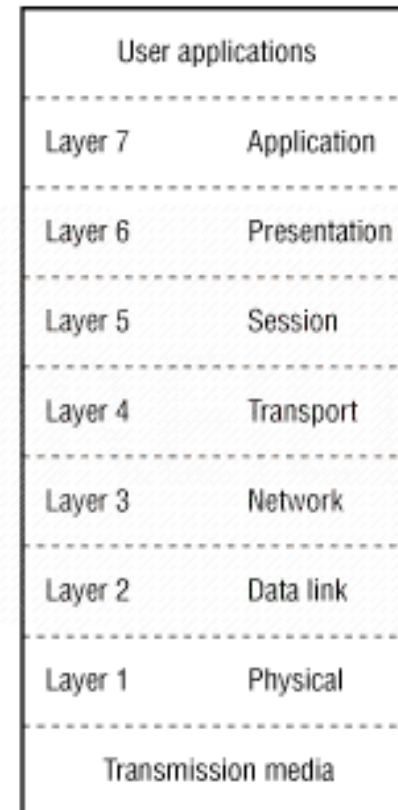 User applications
Layer 7 Application
Layer 6 Presentation
Layer 5 Session
Layer 4 Transport
Layer 3 Network
Layer 2 Data link
Layer 1 Physical
Transmission media